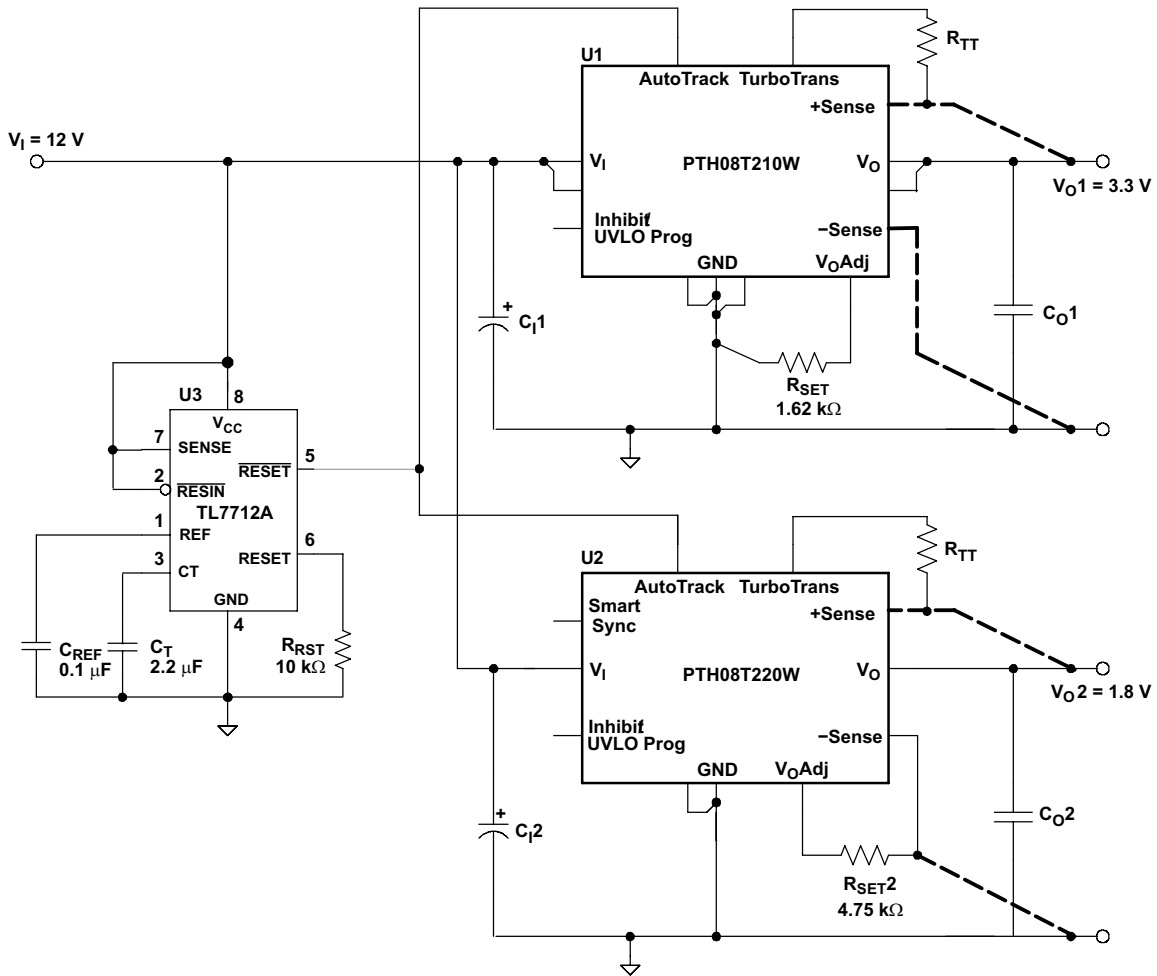 V_I = 12 V
U1
AutoTrack TurboTrans
R_TT
+Sense
V_I
PTH08T210W
V_O
V_O1 = 3.3 V
Inhibit/
UVLO Prog
−Sense
GND
V_OAdj
C_I1
+
R_SET
1.62 kΩ
C_O1
U3
8
V_CC
7
SENSE
5
RESET
2
RESIN
TL7712A
1
REF
6
RESET
3
CT
GND
4
C_REF
0.1 μF
C_T
2.2 μF
R_RST
10 kΩ
U2
AutoTrack TurboTrans
R_TT
Smart
Sync
+Sense
V_I
PTH08T220W
V_O
V_O2 = 1.8 V
Inhibit/
UVLO Prog
−Sense
GND
V_OAdj
+
C_I2
R_SET2
4.75 kΩ
C_O2